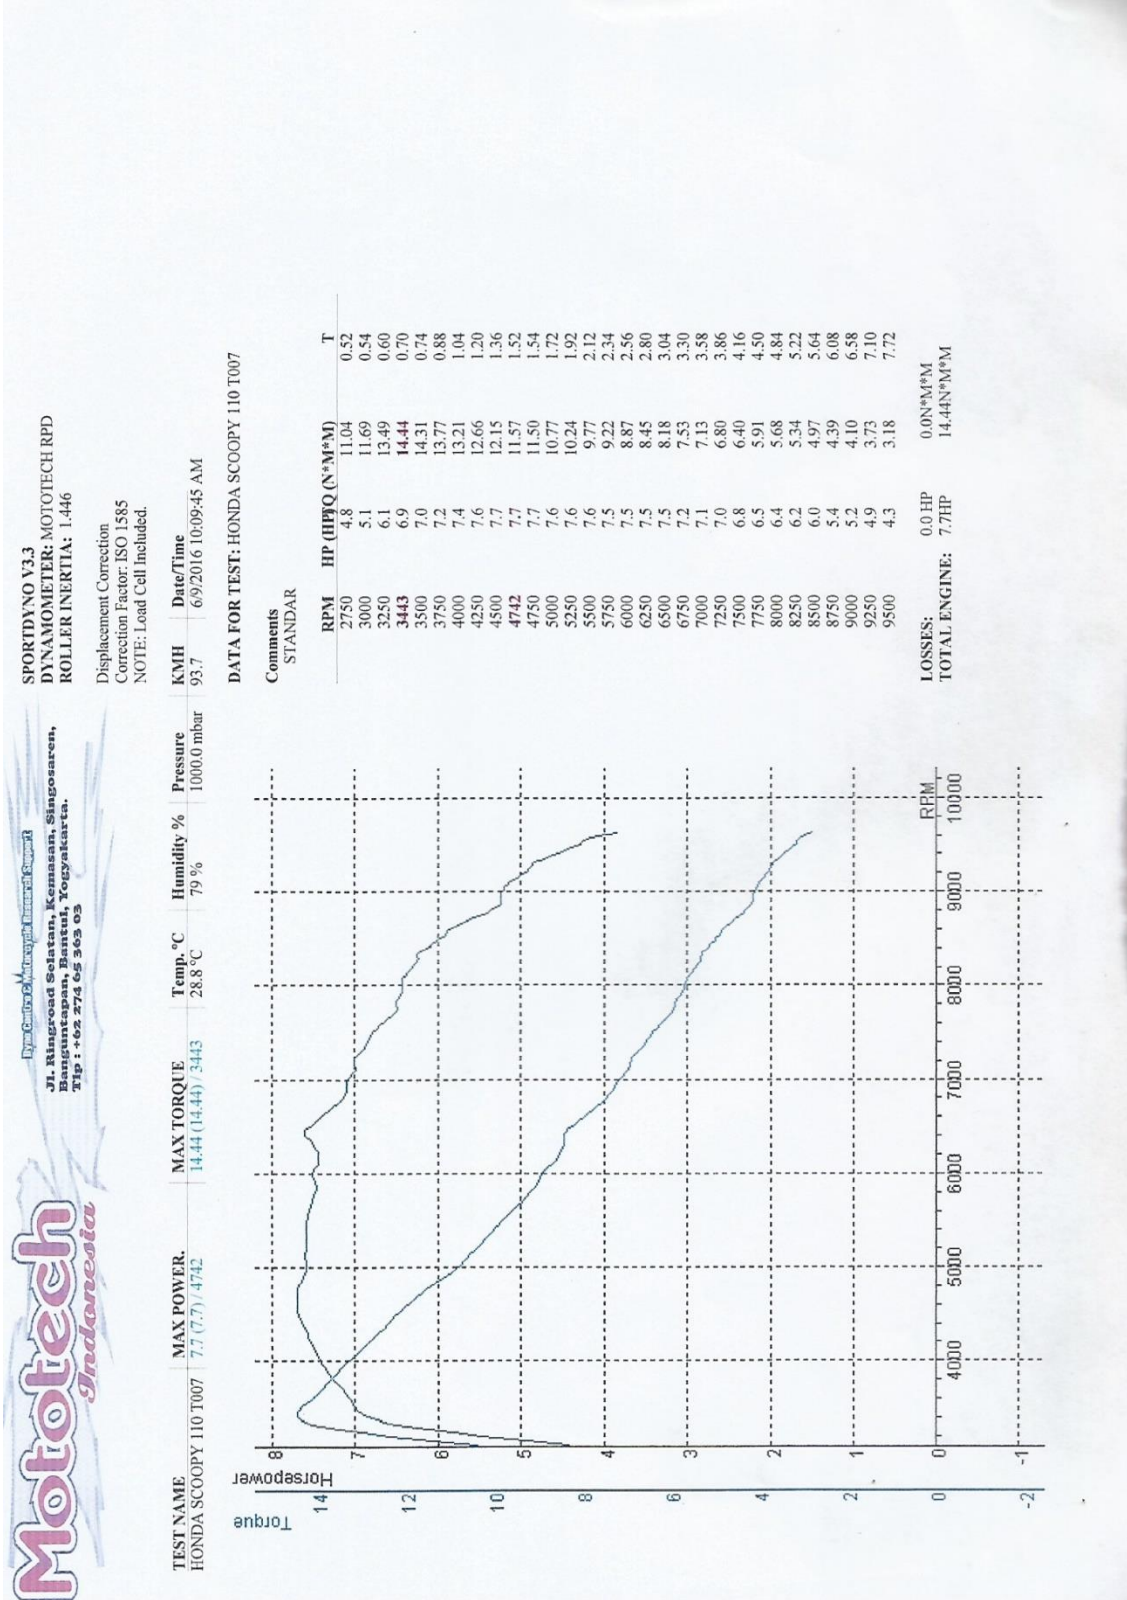 Mototech
Indonesia
Jl. Ringroad Selatan, Kemasan, Singosaren,
Banguntapan, Bantul, Yogyakarta.
Tlp : +62 274 65 363 03
SPORTDYNO V3.3
DYNAMOMETER: MOTOTECH RPD
ROLLER INERTIA: 1.446
Displacement Correction
Correction Factor: ISO 1585
NOTE: Load Cell Included.
TEST NAME MAX POWER. MAX TORQUE Temp. °C Humidity % Pressure KMH Date/Time
HONDA SCOOPY 110 T007 7.7 (7.7) / 4742 14.44 (14.44) / 3443 28.8 °C 79 % 1000.0 mbar 93.7 6/9/2016 10:09:45 AM
Torque
Horsepower
14
12
10
8
6
4
2
0
-2
8
7
6
5
4
3
2
1
0
-1
4000 5000 6000 7000 8000 9000 10000
RPM
DATA FOR TEST: HONDA SCOOPY 110 T007
Comments
STANDAR
RPM HP (HP) TQ (N*M*M) T
2750 4.8 11.04 0.52
3000 5.1 11.69 0.54
3250 6.1 13.49 0.60
3443 6.9 14.44 0.70
3500 7.0 14.31 0.74
3750 7.2 13.77 0.88
4000 7.4 13.21 1.04
4250 7.6 12.66 1.20
4500 7.7 12.15 1.36
4742 7.7 11.57 1.52
4750 7.7 11.50 1.54
5000 7.6 10.77 1.72
5250 7.6 10.24 1.92
5500 7.6 9.77 2.12
5750 7.5 9.22 2.34
6000 7.5 8.87 2.56
6250 7.5 8.45 2.80
6500 7.5 8.18 3.04
6750 7.2 7.53 3.30
7000 7.1 7.13 3.58
7250 7.0 6.80 3.86
7500 6.8 6.40 4.16
7750 6.5 5.91 4.50
8000 6.4 5.68 4.84
8250 6.2 5.34 5.22
8500 6.0 4.97 5.64
8750 5.4 4.39 6.08
9000 5.2 4.10 6.58
9250 4.9 3.73 7.10
9500 4.3 3.18 7.72
LOSSES: 0.0 HP 0.0N*M*M
TOTAL ENGINE: 7.7HP 14.44N*M*M